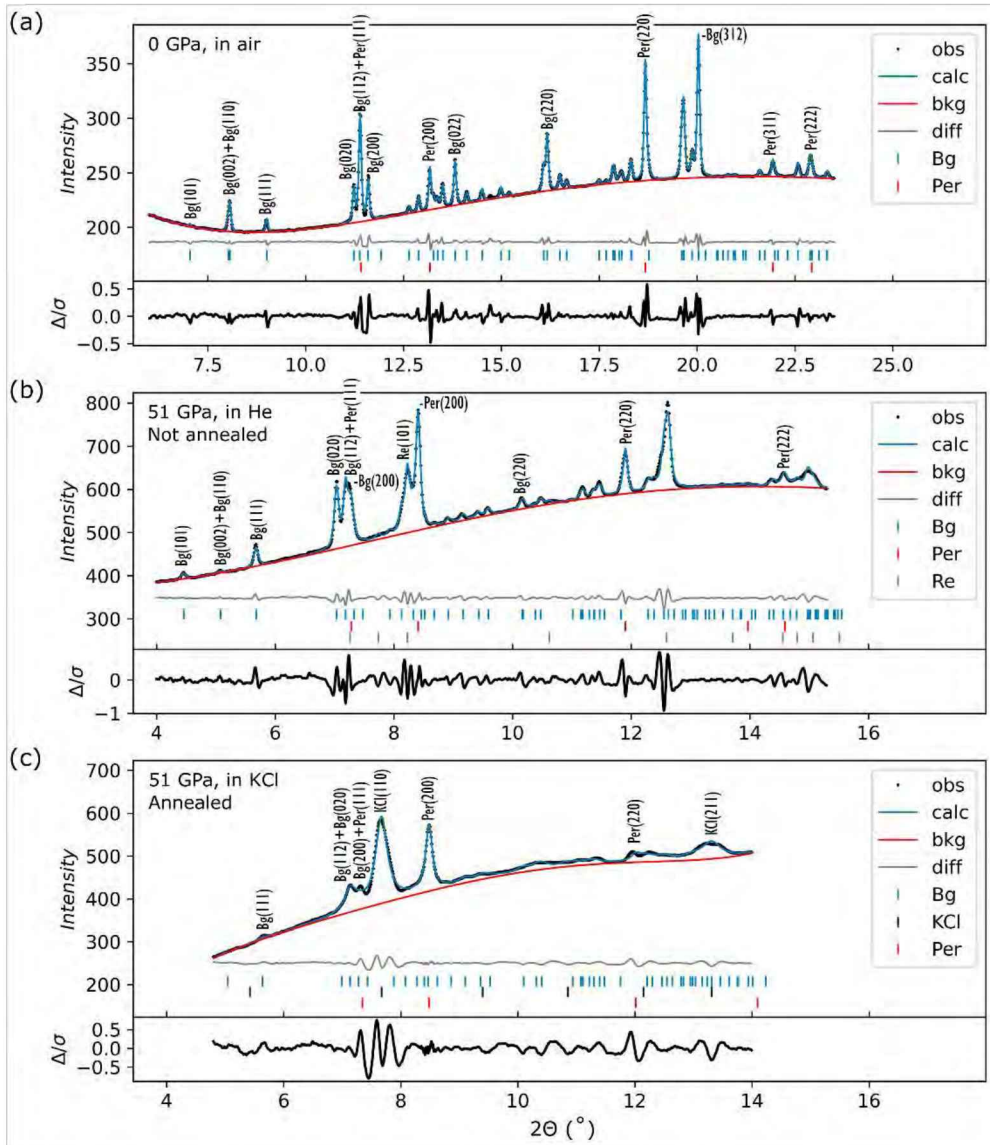 (a)
0 GPa, in air
Intensity
350
300
250
200
Bg(101)
Bg(002) + Bg(110)
Bg(111)
Bg(020)
Bg(112) + Per(111)
Bg(200)
Per(200)
Bg(022)
Bg(220)
Per(220)
-Bg(312)
Per(311)
Per(222)
obs
calc
bkg
diff
Bg
Per
Δ/σ
0.5
0.0
−0.5
7.5 10.0 12.5 15.0 17.5 20.0 22.5 25.0
(b)
51 GPa, in He
Not annealed
Intensity
800
700
600
500
400
300
Bg(101)
Bg(002) + Bg(110)
Bg(111)
Bg(020)
Bg(112) + Per(111)
-Bg(200)
Re(101)
-Per(200)
Bg(220)
Per(220)
Per(222)
obs
calc
bkg
diff
Bg
Per
Re
Δ/σ
0
−1
4 6 8 10 12 14 16
(c)
51 GPa, in KCl
Annealed
Intensity
700
600
500
400
300
200
Bg(111)
Bg(112) + Bg(020)
Bg(200) + Per(111)
KCl(110)
Per(200)
Per(220)
KCl(211)
obs
calc
bkg
diff
Bg
KCl
Per
Δ/σ
0.5
0.0
−0.5
4 6 8 10 12 14 16
2Θ (°)